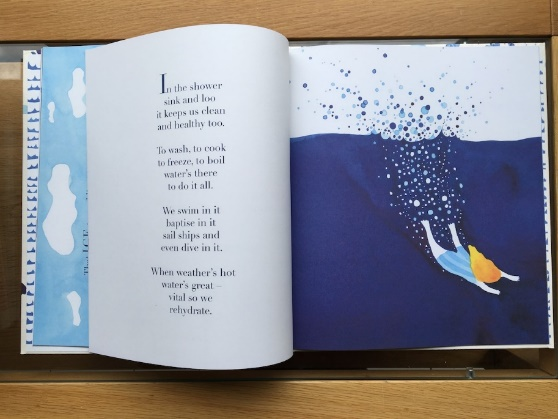 In the shower
sink and loo
it keeps us clean
and healthy too.
To wash, to cook
to freeze, to boil
water's there
to do it all.
We swim in it
baptise in it
sail ships and
even dive in it.
When weather's hot
water's great –
vital so we
rehydrate.